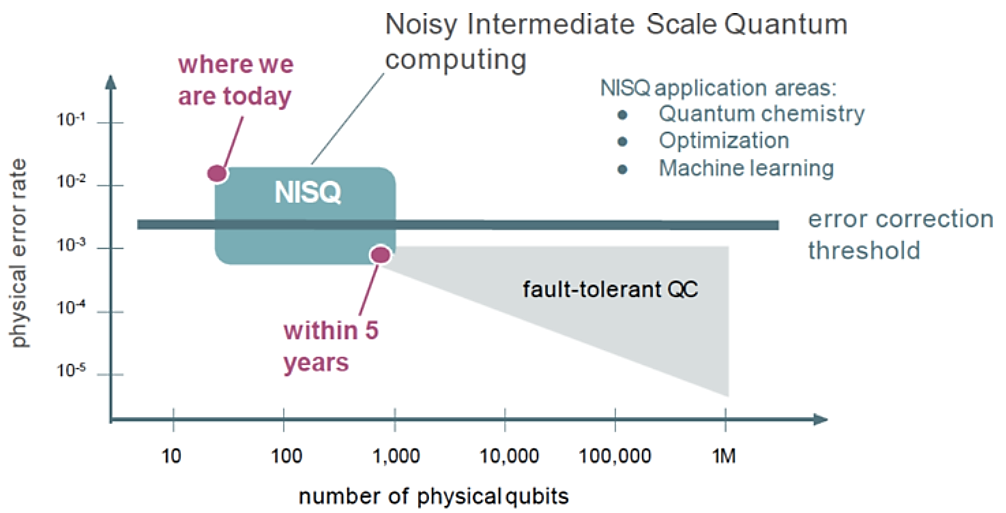 Noisy Intermediate Scale Quantum
computing
where we
are today
NISQ application areas:
● Quantum chemistry
● Optimization
● Machine learning
physical error rate
10-¹
10-²
10-³
10-⁴
10-⁵
NISQ
error correction
threshold
fault-tolerant QC
within 5
years
10
100
1,000
10,000
100,000
1M
number of physical qubits